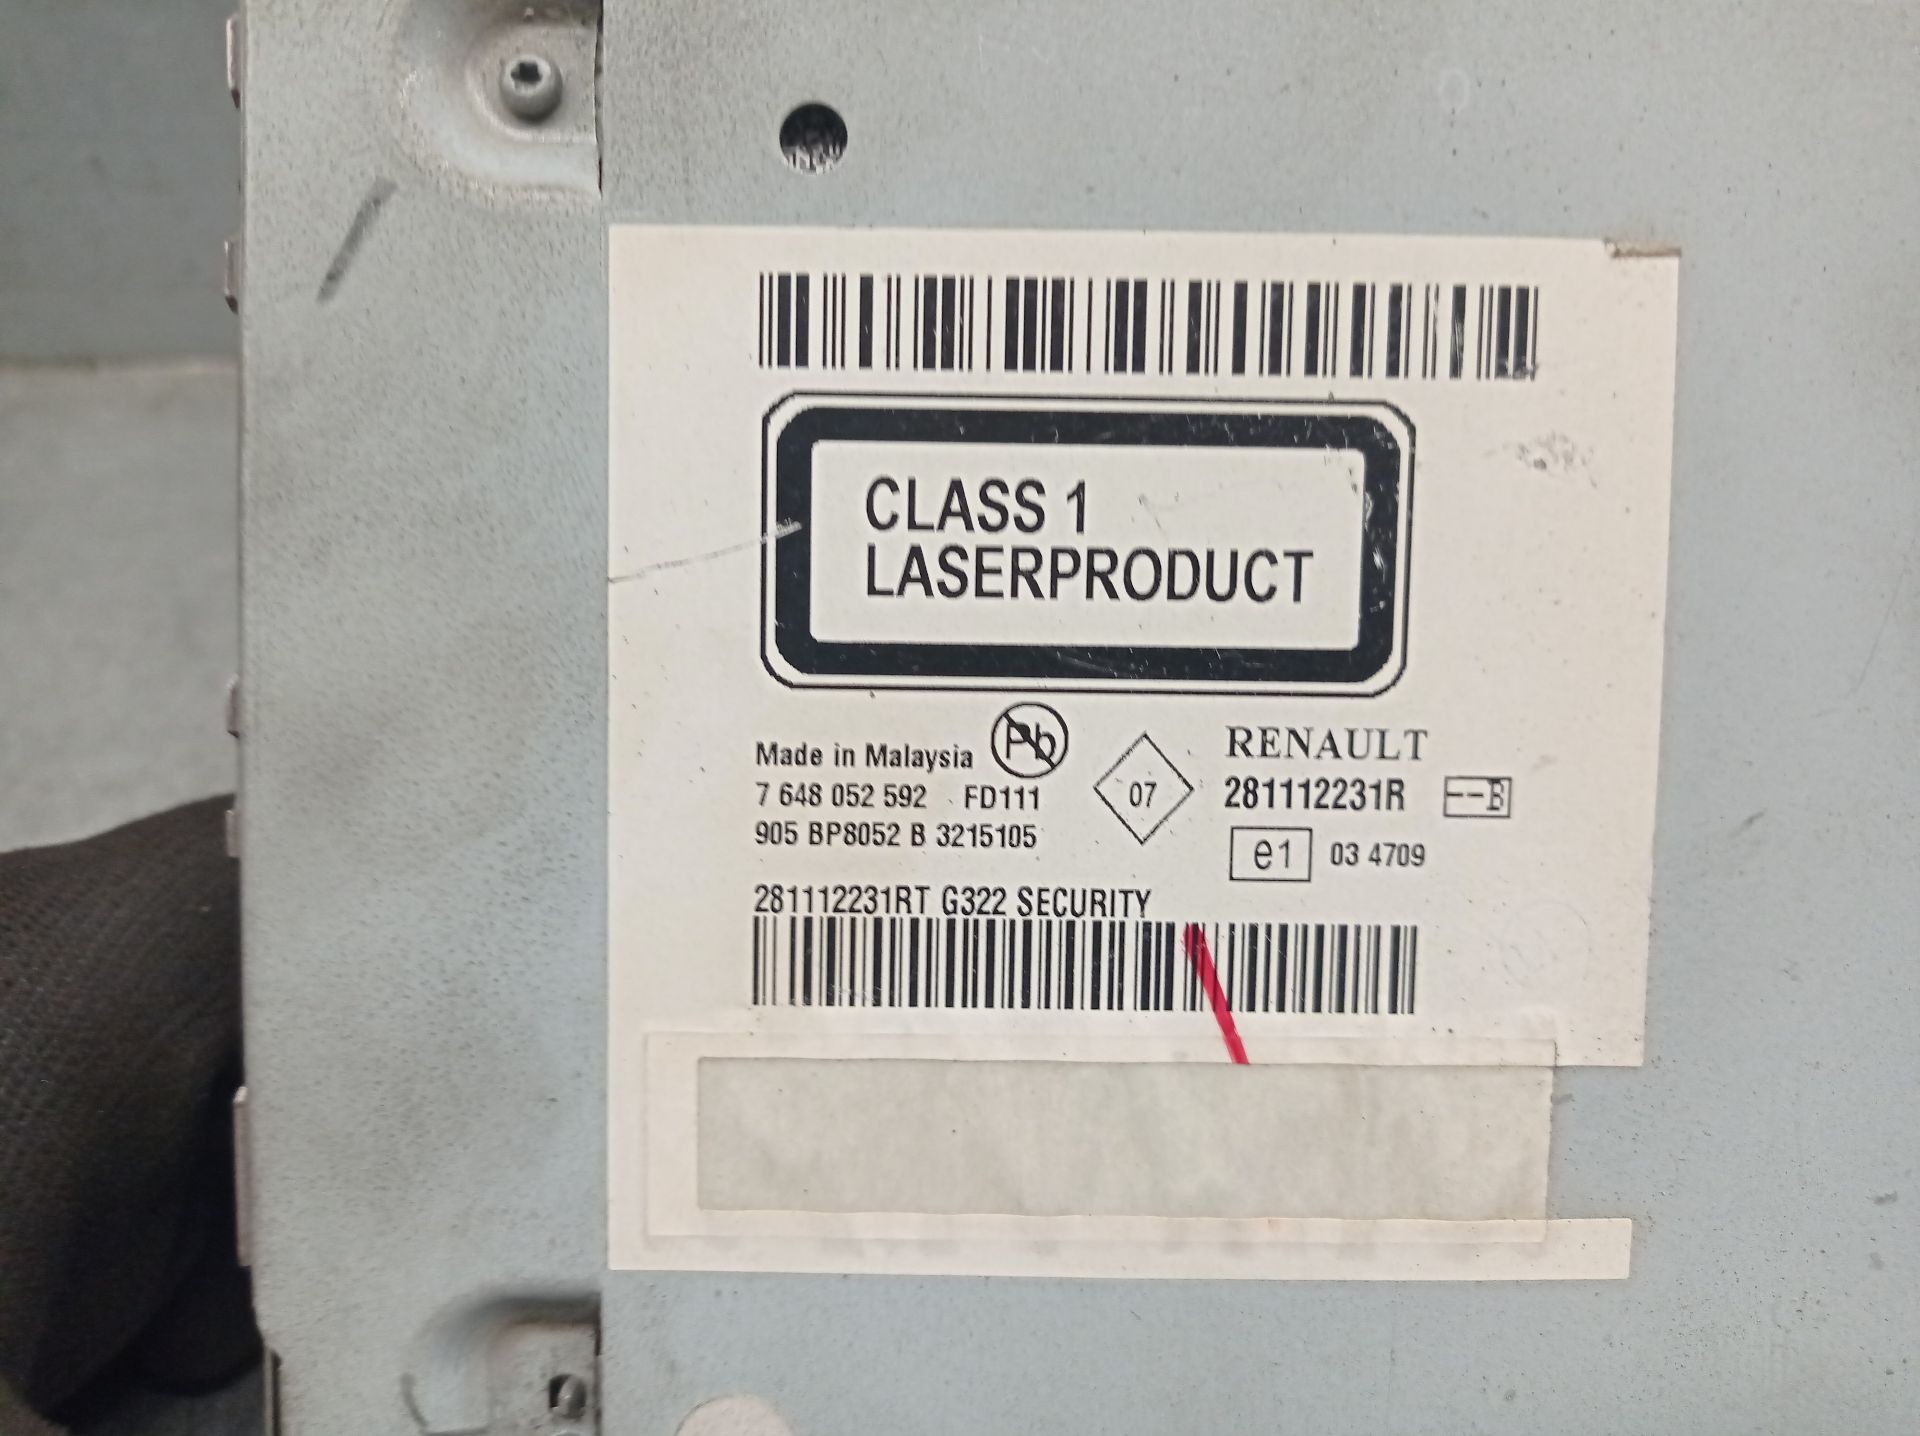 CLASS 1
LASERPRODUCT
Made in Malaysia Pb
7 648 052 592 FD111
905 BP8052 B 3215105
07
RENAULT
281112231R --B
e1 03 4709
281112231RT G322 SECURITY